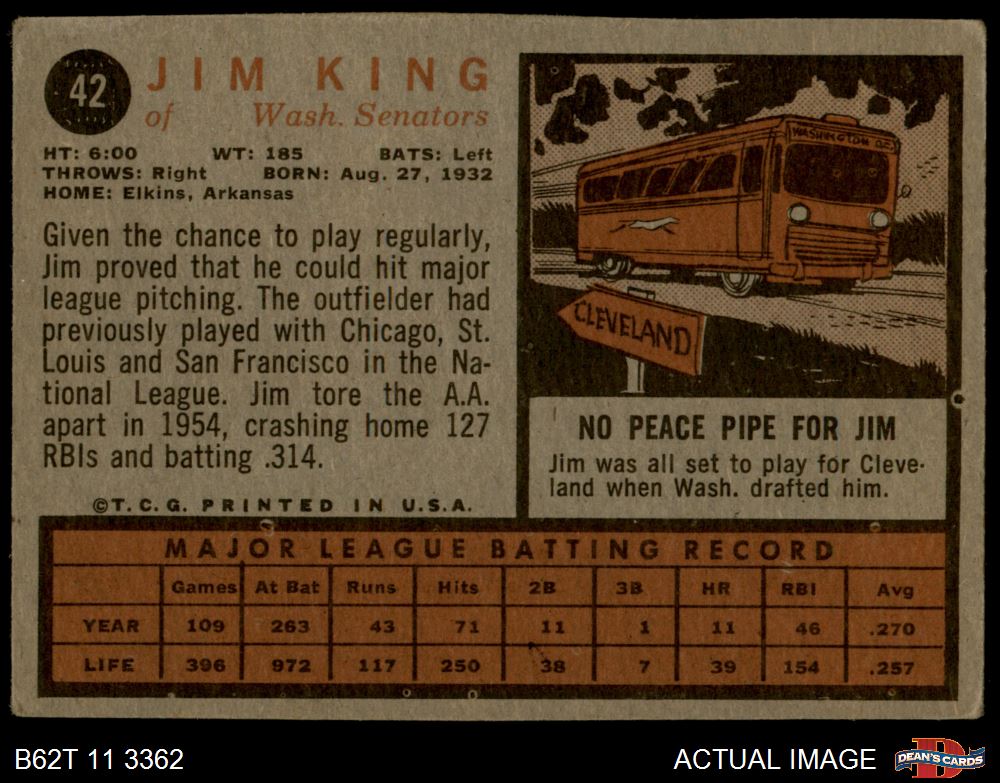 42
JIM KING
of Wash. Senators
HT: 6:00 WT: 185 BATS: Left
THROWS: Right BORN: Aug. 27, 1932
HOME: Elkins, Arkansas
Given the chance to play regularly,
Jim proved that he could hit major
league pitching. The outfielder had
previously played with Chicago, St.
Louis and San Francisco in the Na-
tional League. Jim tore the A.A.
apart in 1954, crashing home 127
RBIs and batting .314.
©T.C.G. PRINTED IN U.S.A.
WASHINGTON D.C.
CLEVELAND
NO PEACE PIPE FOR JIM
Jim was all set to play for Cleve-
land when Wash. drafted him.
MAJOR LEAGUE BATTING RECORD
Games At Bat Runs Hits 2B 3B HR RBI Avg
YEAR 109 263 43 71 11 1 11 46 .270
LIFE 396 972 117 250 38 7 39 154 .257
B62T 11 3362
ACTUAL IMAGE
DEAN'S CARDS